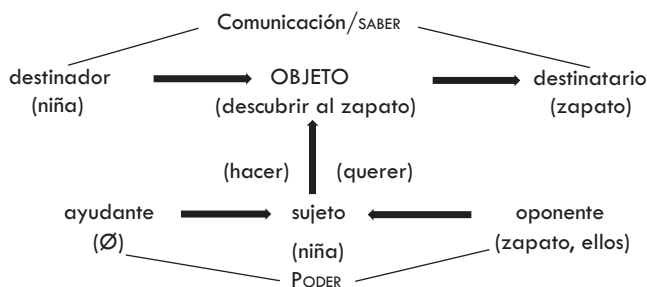 Comunicación/SABER
destinador OBJETO destinatario
(niña) (descubrir al zapato) (zapato)
(hacer) (querer)
ayudante sujeto oponente
(Ø) (niña) (zapato, ellos)
PODER